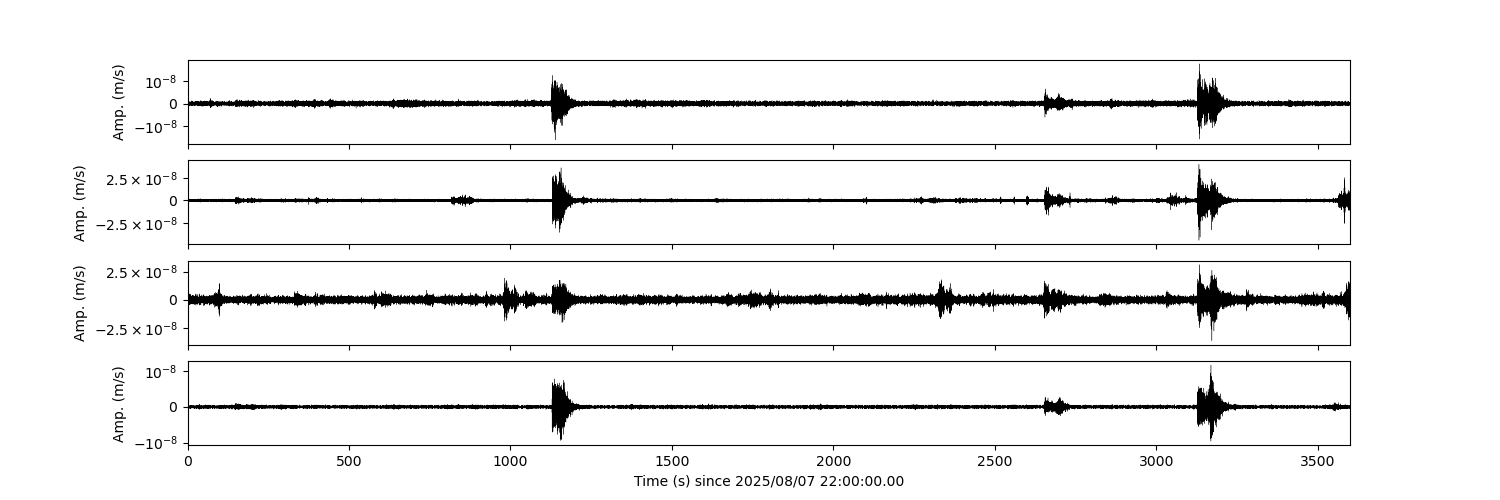 Amp. (m/s)
10⁻⁸
0
−10⁻⁸
Amp. (m/s)
2.5 × 10⁻⁸
0
−2.5 × 10⁻⁸
Amp. (m/s)
2.5 × 10⁻⁸
0
−2.5 × 10⁻⁸
Amp. (m/s)
10⁻⁸
0
−10⁻⁸
0 500 1000 1500 2000 2500 3000 3500
Time (s) since 2025/08/07 22:00:00.00